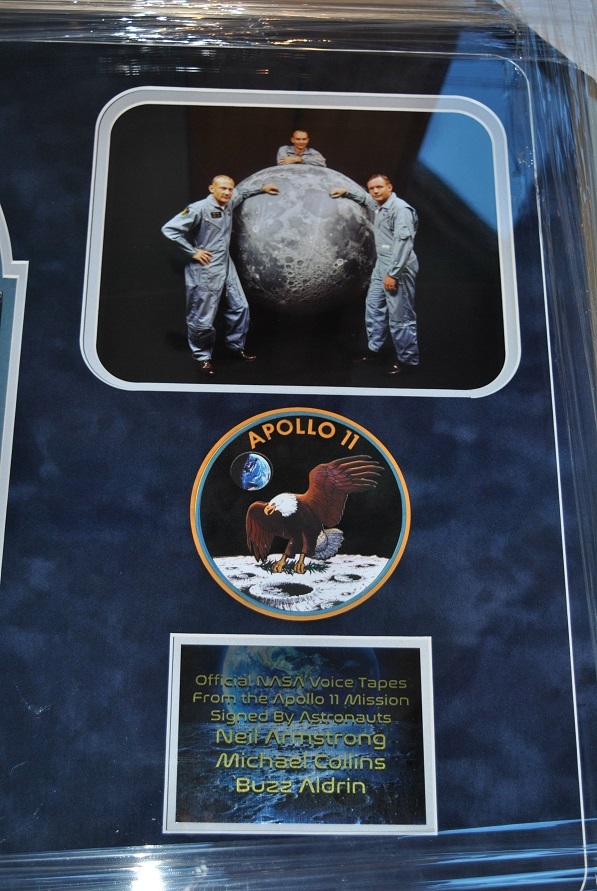 APOLLO 11
Official NASA Voice Tapes
From the Apollo 11 Mission
Signed By Astronauts
Neil Armstrong
Michael Collins
Buzz Aldrin